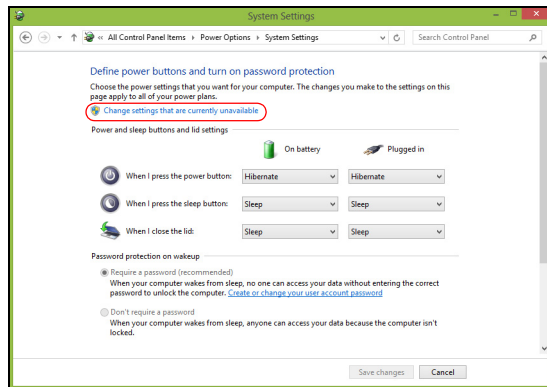 System Settings
« All Control Panel Items Power Options System Settings
Search Control Panel
Define power buttons and turn on password protection
Choose the power settings that you want for your computer. The changes you make to the settings on this
page apply to all of your power plans.
Change settings that are currently unavailable
Power and sleep buttons and lid settings
On battery Plugged in
When I press the power button: Hibernate Hibernate
When I press the sleep button: Sleep Sleep
When I close the lid: Sleep Sleep
Password protection on wakeup
Require a password (recommended)
When your computer wakes from sleep, no one can access your data without entering the correct
password to unlock the computer. Create or change your user account password
Don't require a password
When your computer wakes from sleep, anyone can access your data because the computer isn't
locked.
Save changes Cancel